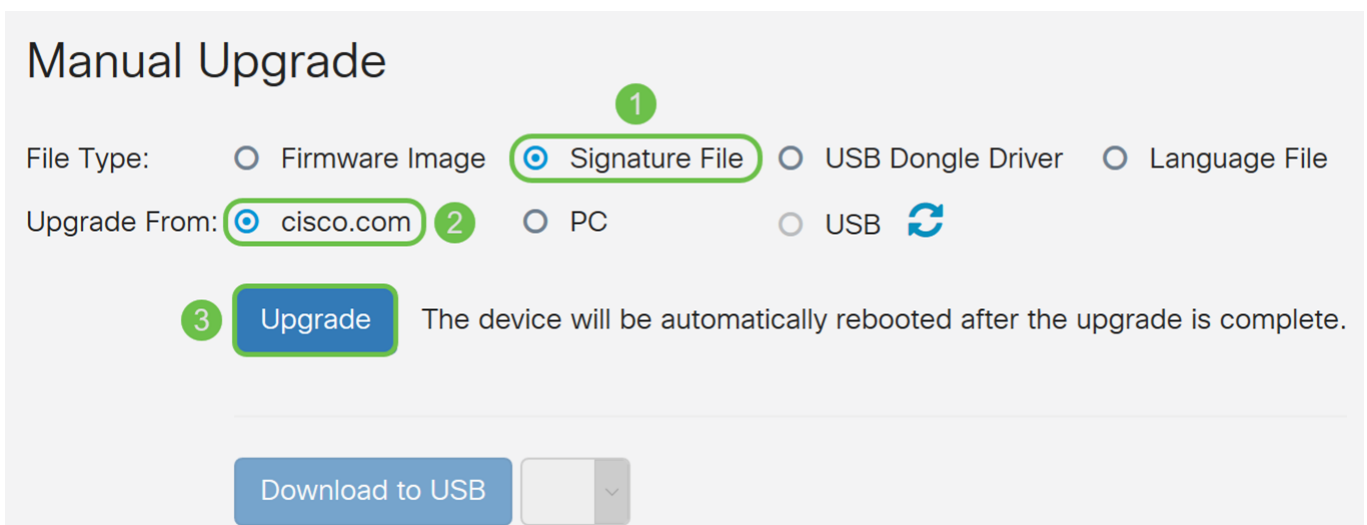 Manual Upgrade
1
File Type: Firmware Image Signature File USB Dongle Driver Language File
Upgrade From: cisco.com 2 PC USB
3 Upgrade The device will be automatically rebooted after the upgrade is complete.
Download to USB